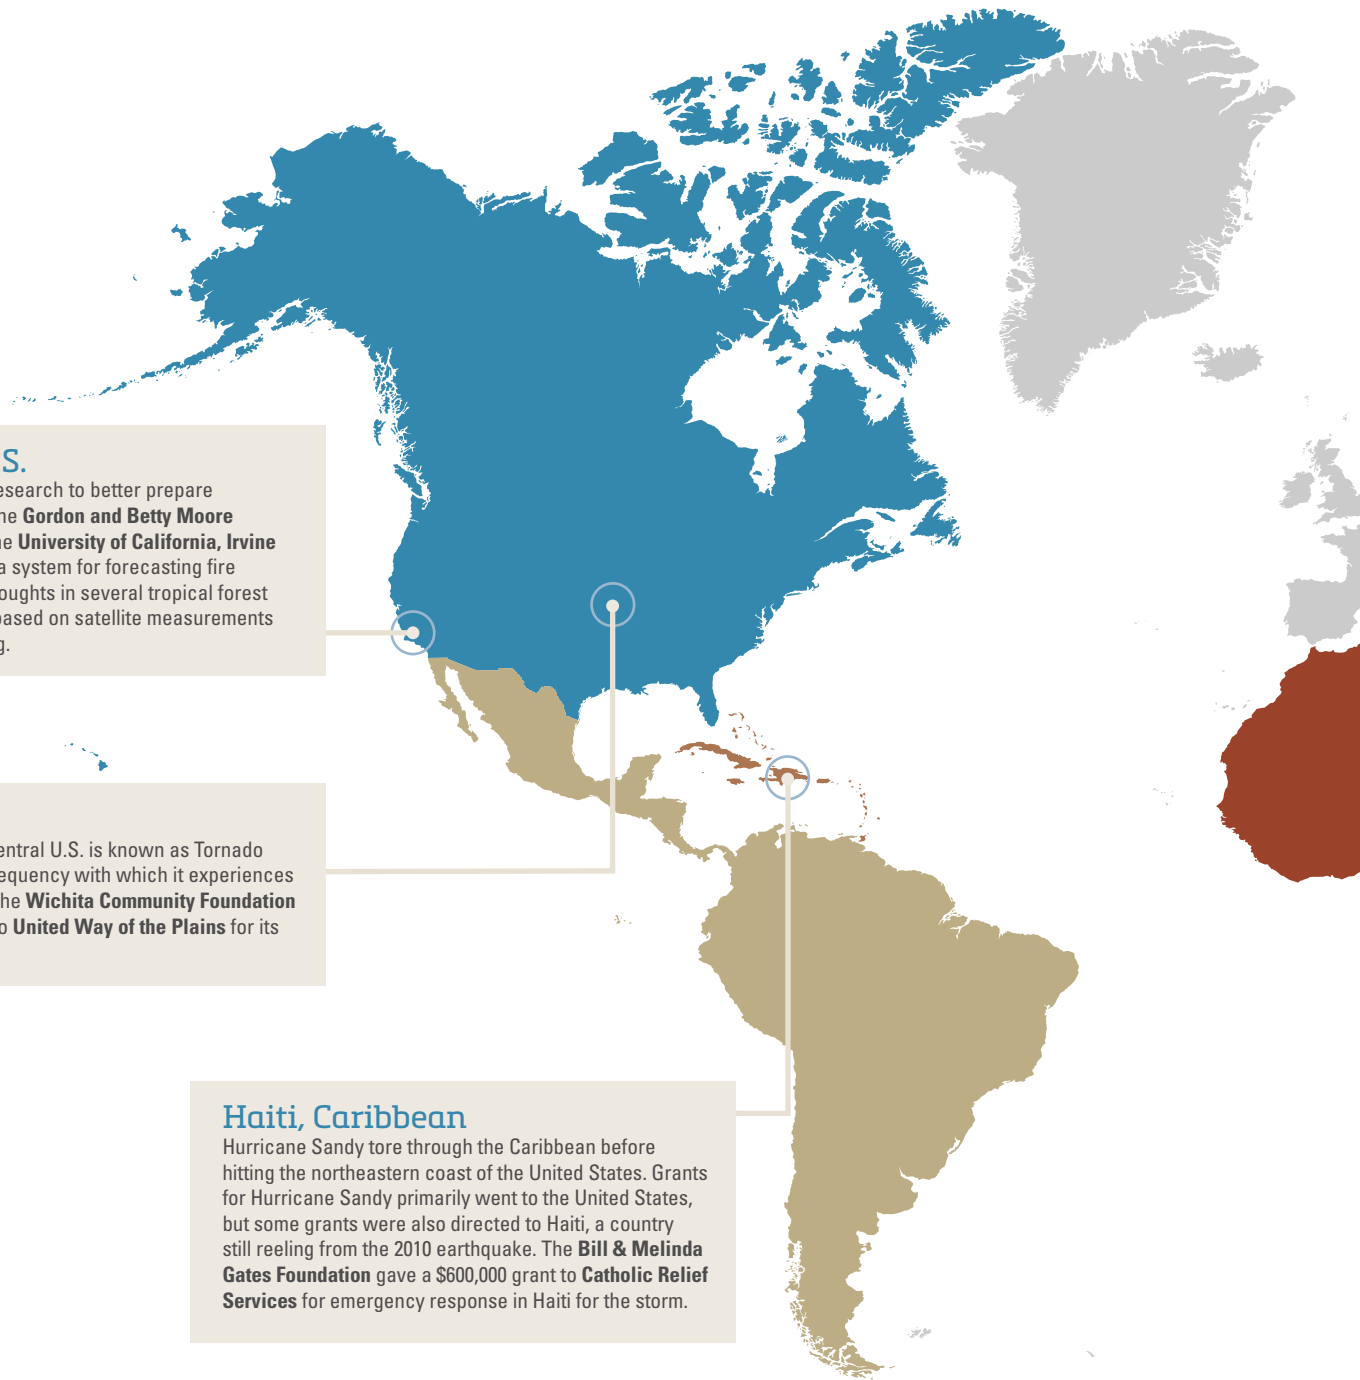 .S.
esearch to better prepare
he Gordon and Betty Moore
he University of California, Irvine
a system for forecasting fire
oughts in several tropical forest
based on satellite measurements
g.
entral U.S. is known as Tornado
equency with which it experiences
the Wichita Community Foundation
o United Way of the Plains for its
Haiti, Caribbean
Hurricane Sandy tore through the Caribbean before
hitting the northeastern coast of the United States. Grants
for Hurricane Sandy primarily went to the United States,
but some grants were also directed to Haiti, a country
still reeling from the 2010 earthquake. The Bill & Melinda
Gates Foundation gave a $600,000 grant to Catholic Relief
Services for emergency response in Haiti for the storm.